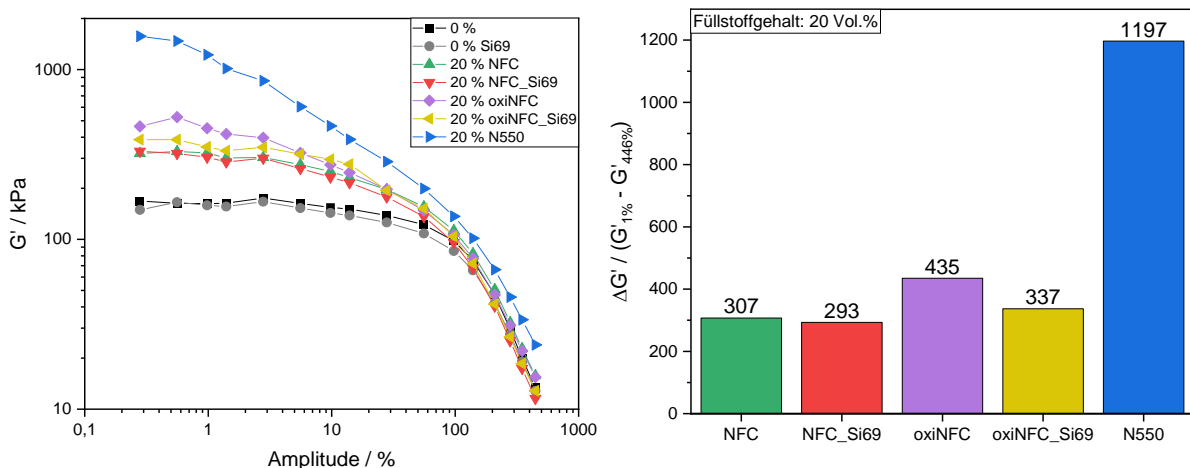 1000
100
10
G' / kPa
0,1
1
10
100
1000
Amplitude / %
0 %
0 % Si69
20 % NFC
20 % NFC_Si69
20 % oxiNFC
20 % oxiNFC_Si69
20 % N550
Füllstoffgehalt: 20 Vol.%
1200
1000
800
600
400
200
0
ΔG' / (G'1% - G'446%)
307
293
435
337
1197
NFC
NFC_Si69
oxiNFC
oxiNFC_Si69
N550